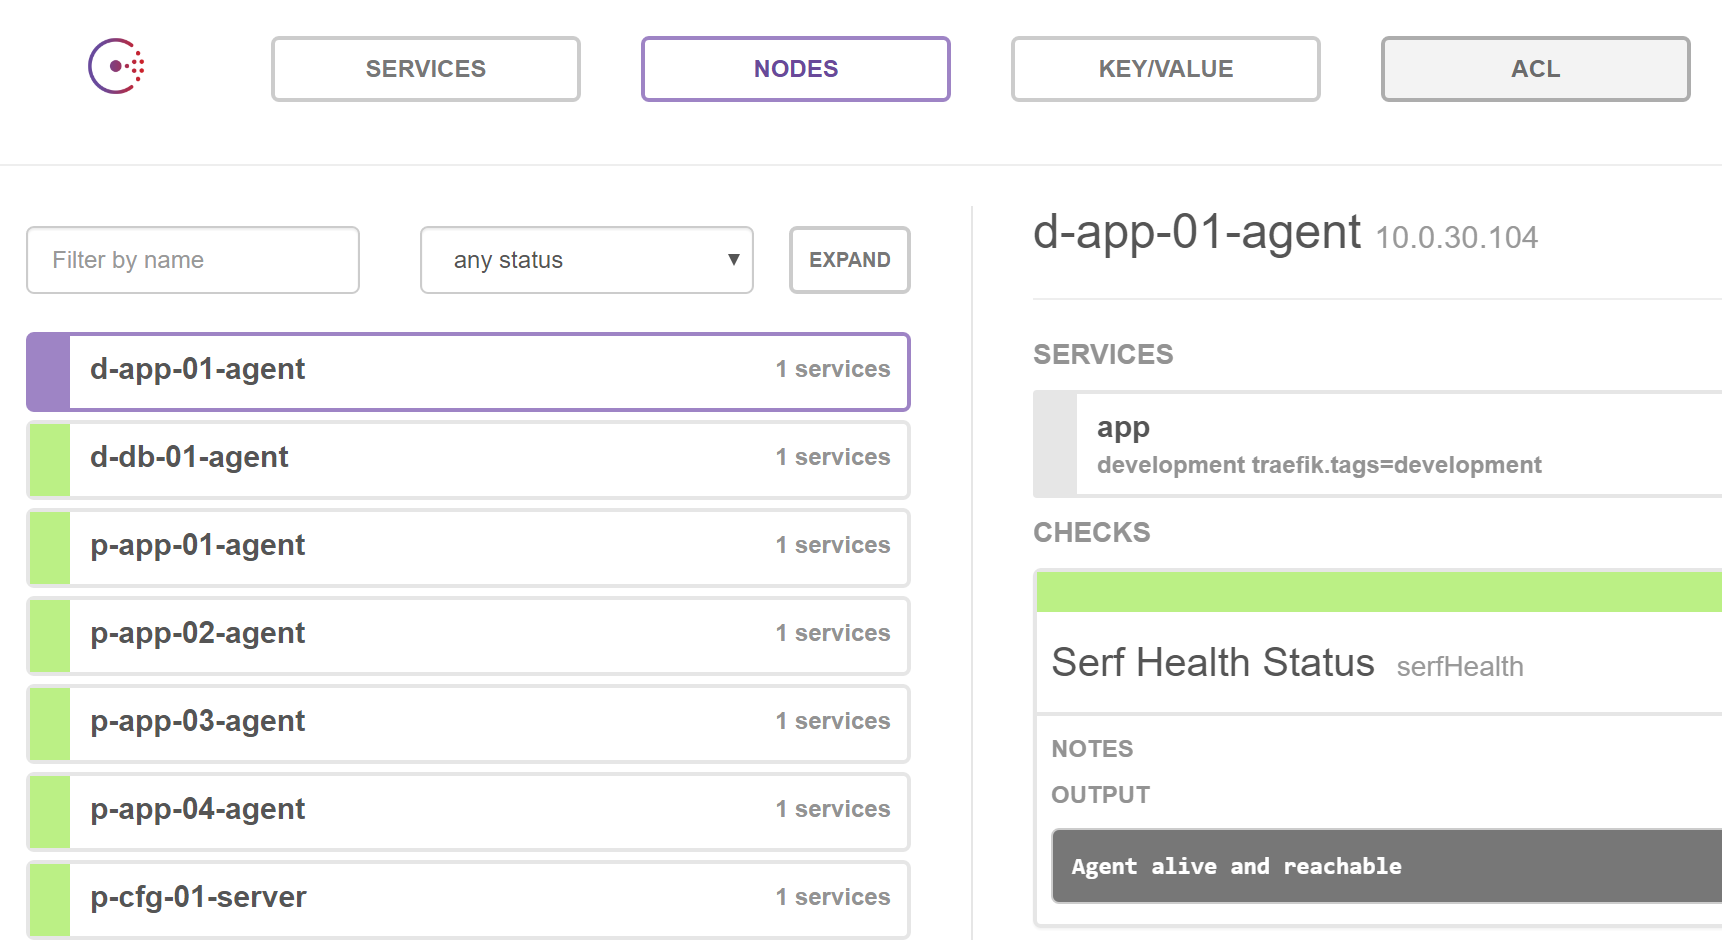 SERVICES
NODES
KEY/VALUE
ACL
Filter by name
any status
EXPAND
d-app-01-agent 1 services
d-db-01-agent 1 services
p-app-01-agent 1 services
p-app-02-agent 1 services
p-app-03-agent 1 services
p-app-04-agent 1 services
p-cfg-01-server 1 services
d-app-01-agent 10.0.30.104
SERVICES
app
development traefik.tags=development
CHECKS
Serf Health Status serfHealth
NOTES
OUTPUT
Agent alive and reachable